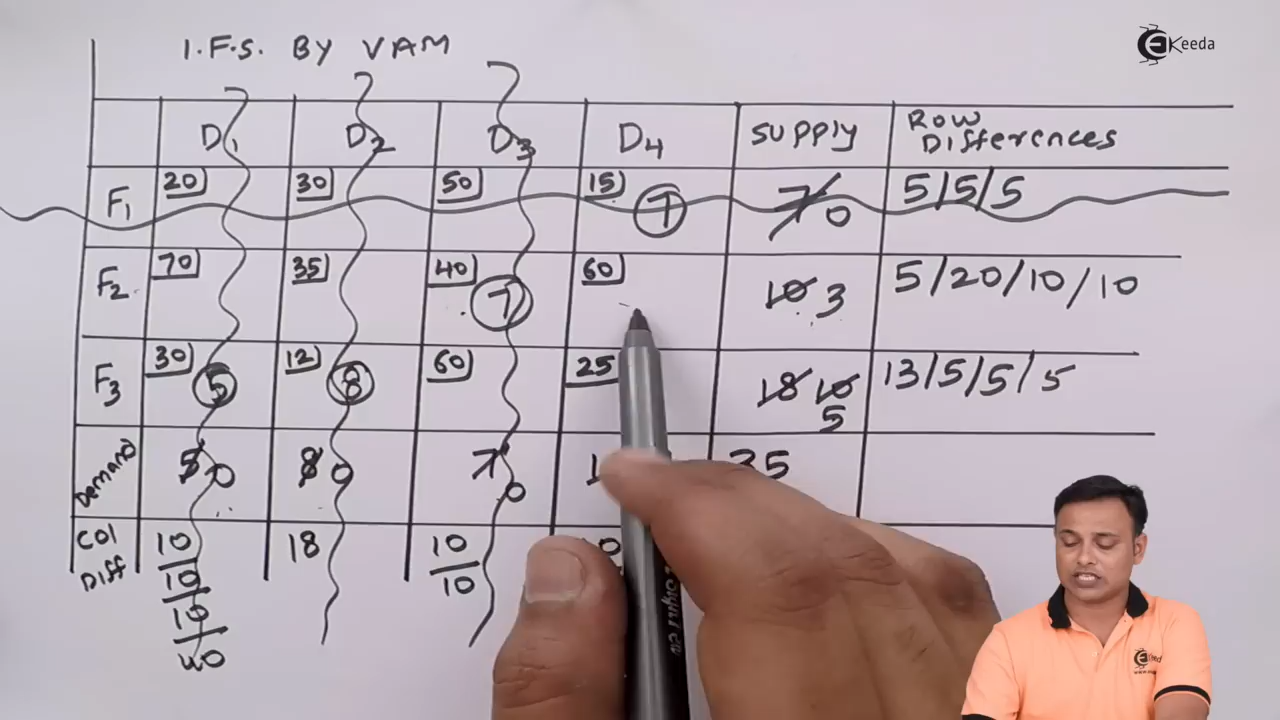 I.F.S. BY VAM
EKeeda
D1 D2 D3 D4 SUPPLY ROW DIFFERENCES
F1 20 30 50 15 7 7 0 5/5/5
F2 70 35 40 7 60 10 3 5/20/10/10
F3 30 5 12 8 60 25 18 10 5 13/5/5/5
Demand 5 0 8 0 7 0 35
COl Diff 10 10 10 40 18 10 10